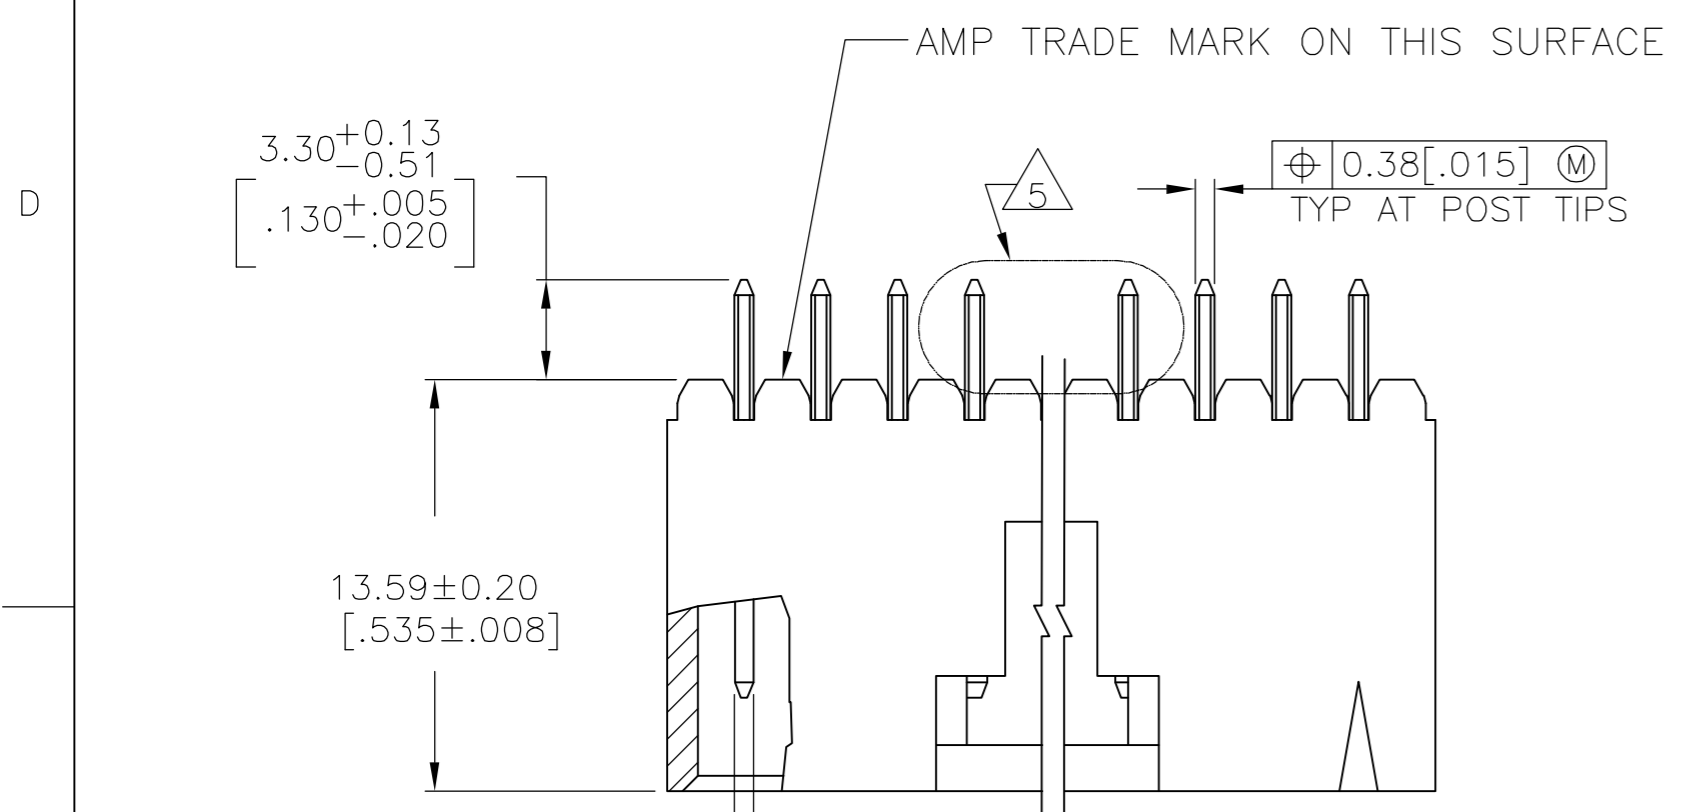 AMP TRADE MARK ON THIS SURFACE
3.30+0.13
−0.51
[.130+.005
−.020]
D
5
⌖ 0.38[.015] Ⓜ
TYP AT POST TIPS
13.59±0.20
[.535±.008]